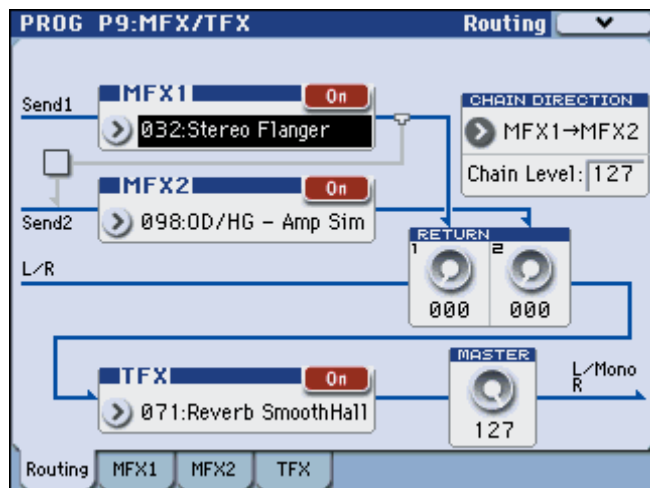 PROG P9:MFX/TFX Routing
Send1
MFX1 On
032:Stereo Flanger
CHAIN DIRECTION
MFX1→MFX2
Chain Level: 127
Send2
MFX2 On
098:OD/HG – Amp Sim
L/R
RETURN
1 2
000 000
TFX On
071:Reverb SmoothHall
MASTER
127
L/Mono
R
Routing MFX1 MFX2 TFX